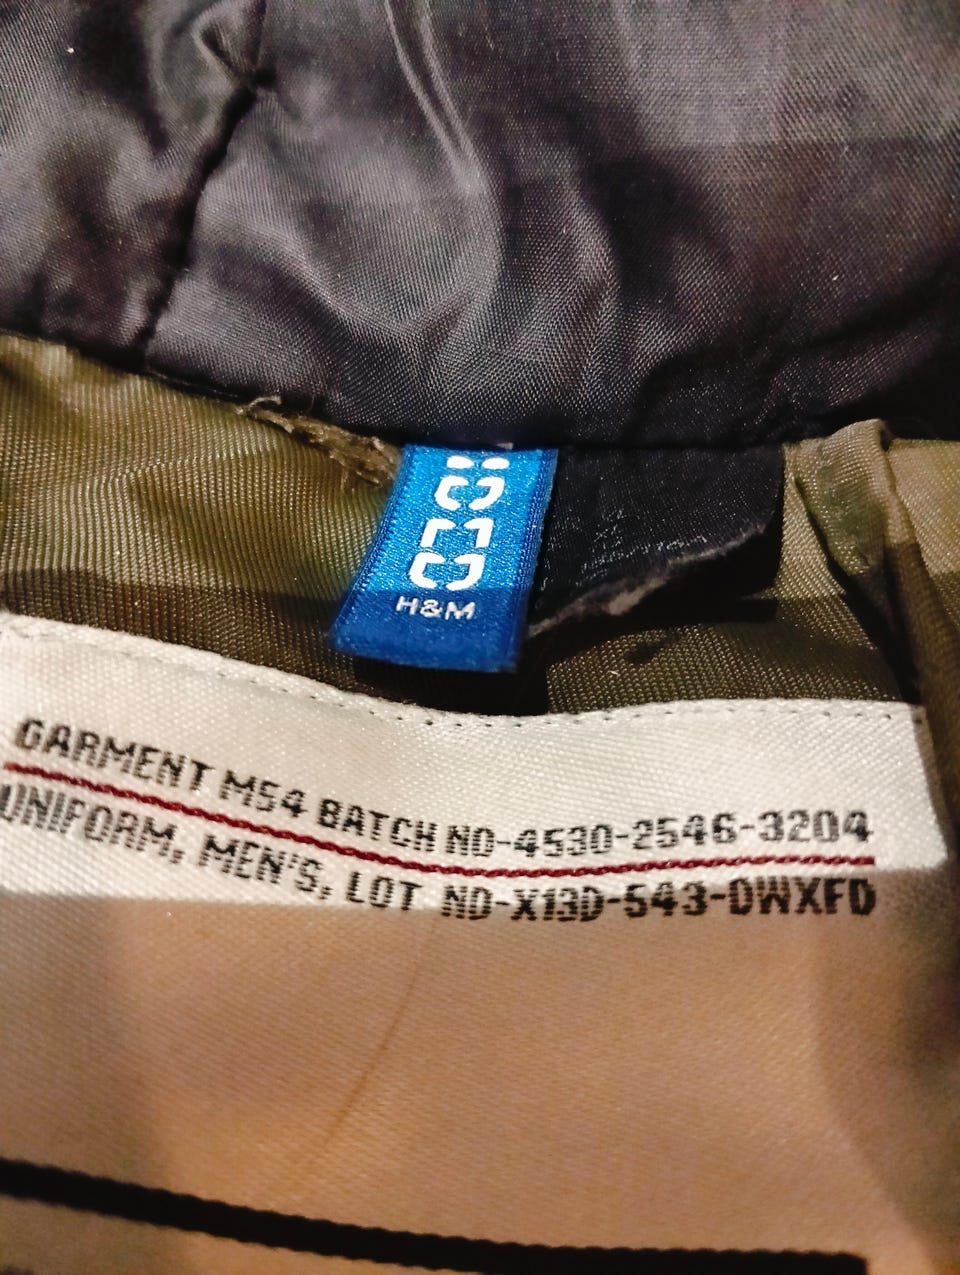 H&M
GARMENT M54 BATCH NO-4530-2546-3204
UNIFORM, MEN'S, LOT NO-X13D-543-DWXFD